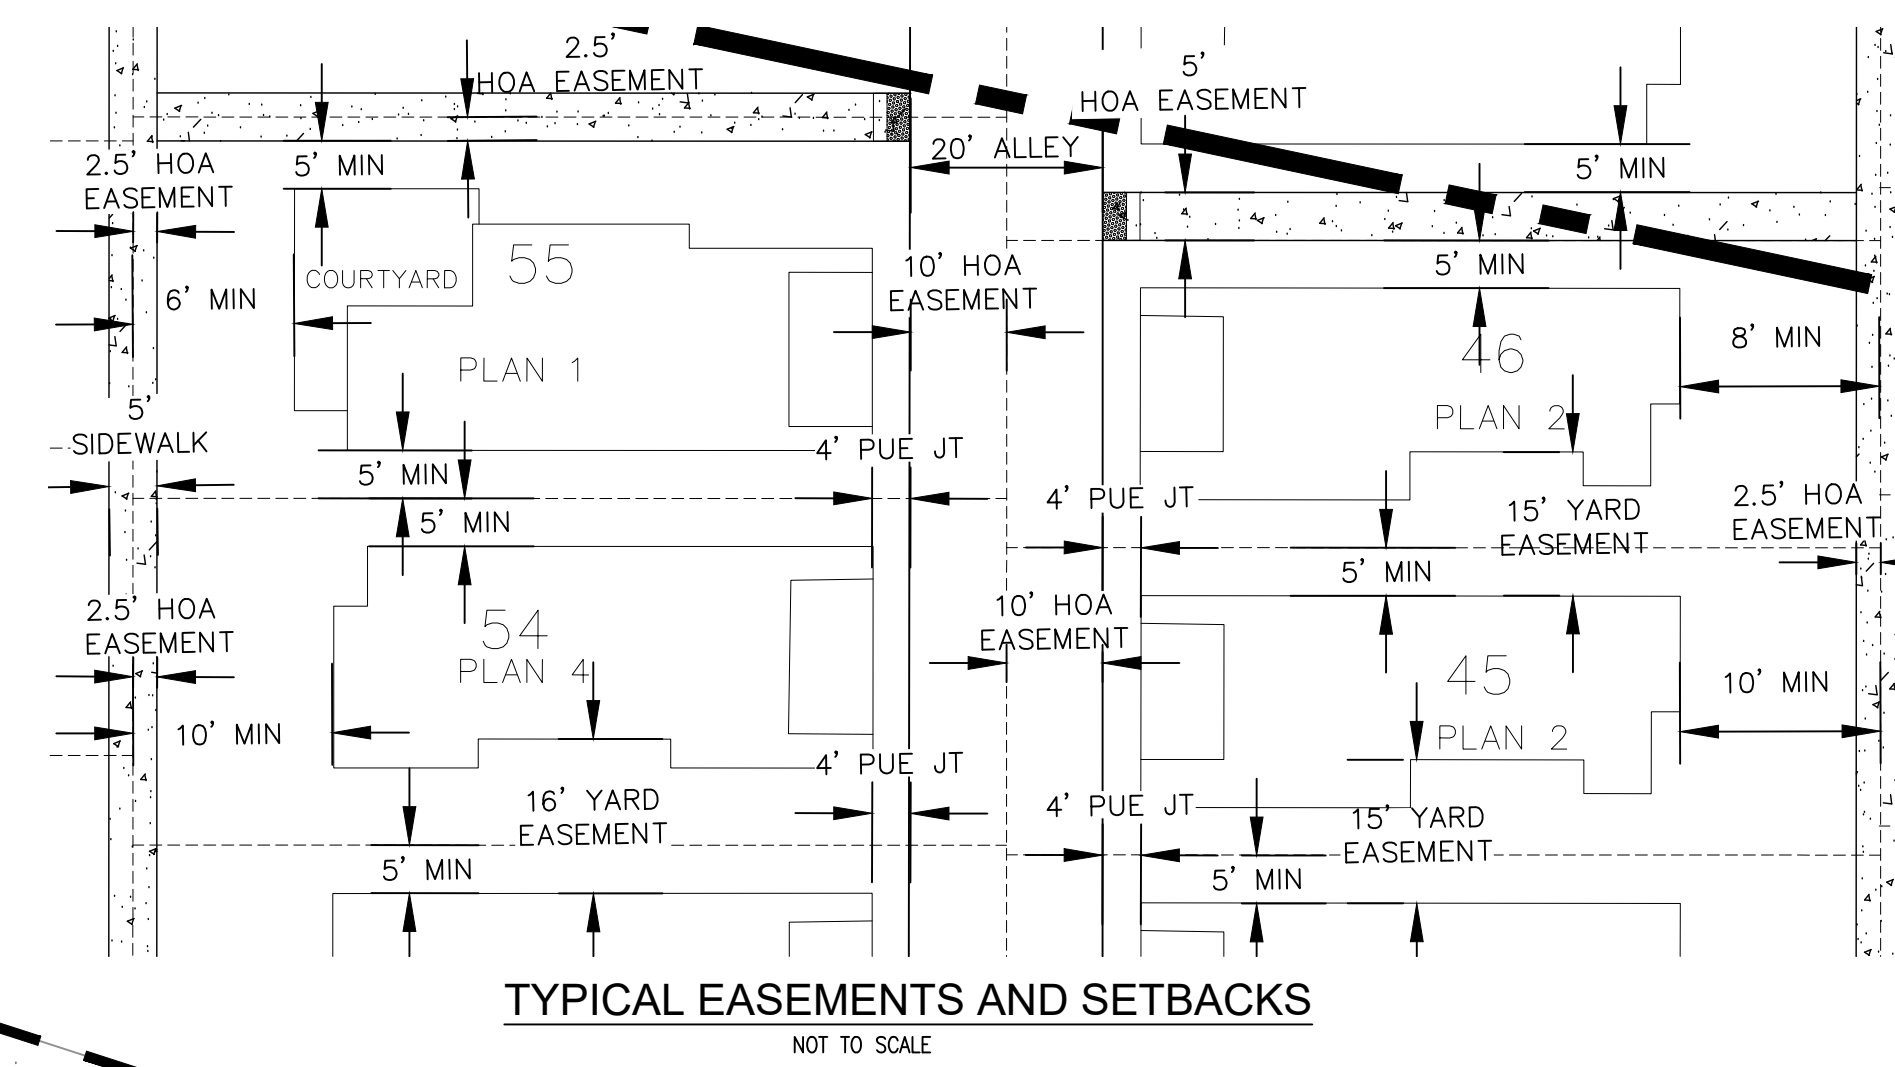 2.5'
HOA EASEMENT
5'
HOA EASEMENT
20' ALLEY
2.5' HOA
EASEMENT
5' MIN
5' MIN
COURTYARD
55
10' HOA
EASEMENT
5' MIN
6' MIN
PLAN 1
46
8' MIN
PLAN 2
5'
SIDEWALK
4' PUE JT
5' MIN
4' PUE JT
15' YARD
EASEMENT
2.5' HOA
EASEMENT
5' MIN
5' MIN
2.5' HOA
EASEMENT
54
PLAN 4
10' HOA
EASEMENT
45
10' MIN
PLAN 2
10' MIN
4' PUE JT
16' YARD
EASEMENT
4' PUE JT
15' YARD
EASEMENT
5' MIN
5' MIN
TYPICAL EASEMENTS AND SETBACKS
NOT TO SCALE